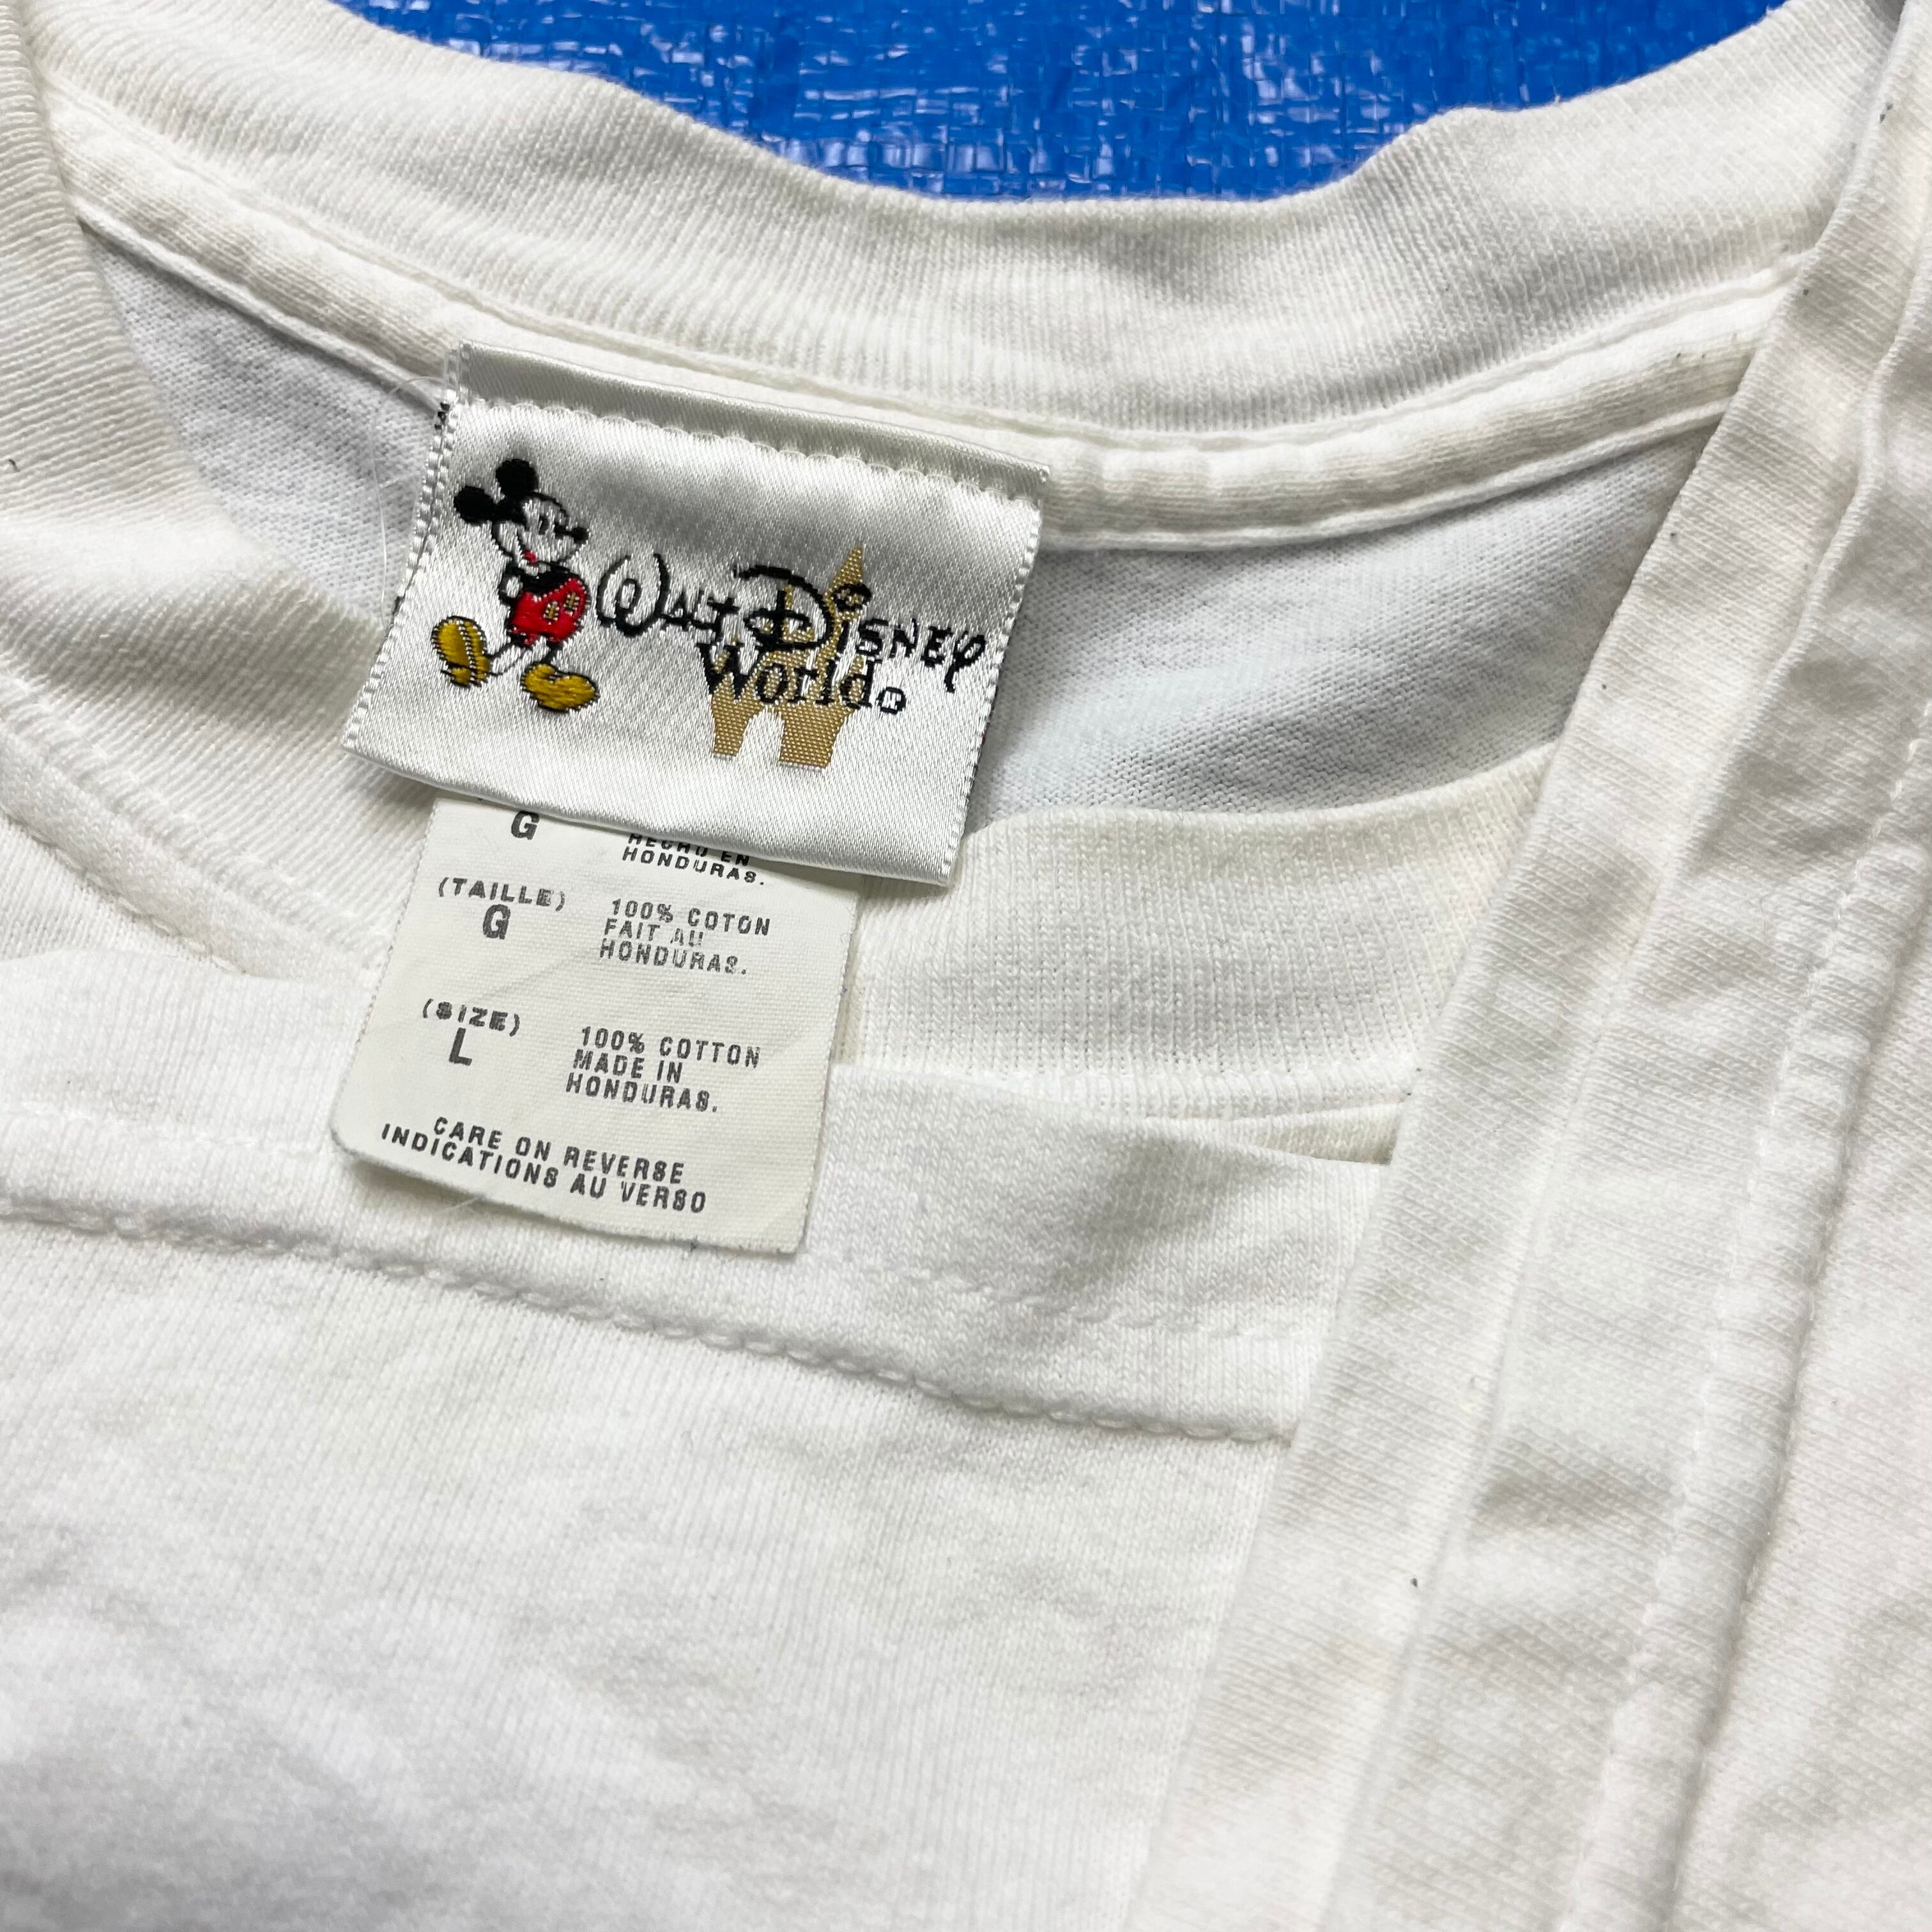 Walt Disney
World®
G
HECHO EN
HONDURAS.
(TAILLE)
G
100% COTON
FAIT AU
HONDURAS.
(SIZE)
L
100% COTTON
MADE IN
HONDURAS.
CARE ON REVERSE
INDICATIONS AU VERSO